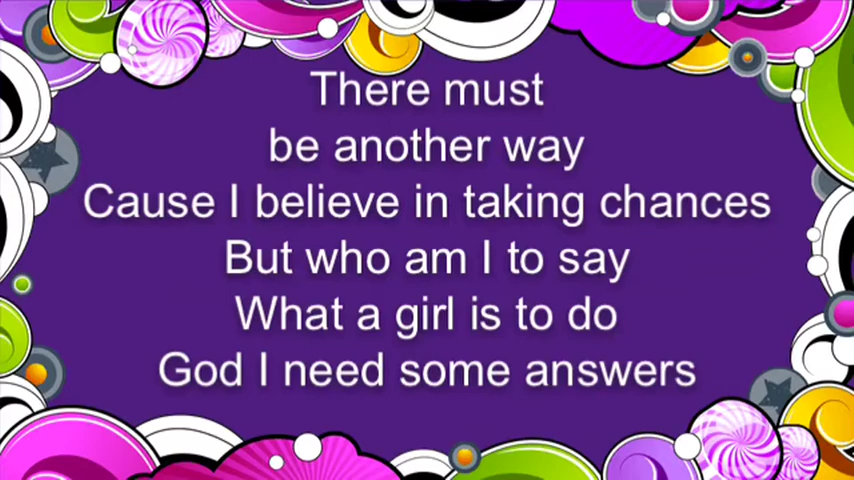 There must
be another way
Cause I believe in taking chances
But who am I to say
What a girl is to do
God I need some answers